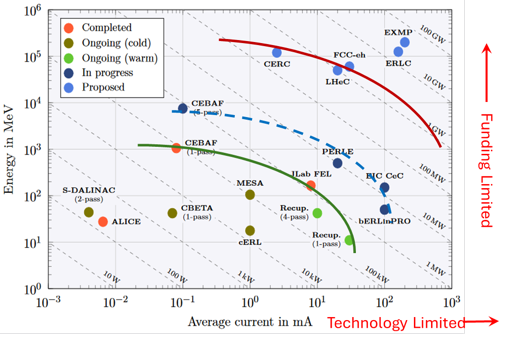 10^6
10^5
10^4
10^3
10^2
10^1
10^0
Energy in MeV
Completed
Ongoing (cold)
Ongoing (warm)
In progress
Proposed
EXMP
100 GW
CERC
FCC-eh
ERLC
LHeC
10 GW
CEBAF
(5-pass)
1 GW
CEBAF
(1-pass)
PERLE
100 MW
JLab FEL
EIC CoC
S-DALINAC
(2-pass)
MESA
ALICE
CBETA
(1-pass)
Recup.
(4-pass)
bERLinPRO
10 MW
cERL
Recup.
(1-pass)
10 W
100 W
1 kW
10 kW
100 kW
1 MW
10^−3
10^−2
10^−1
10^0
10^1
10^2
10^3
Average current in mA
Technology Limited
Funding Limited